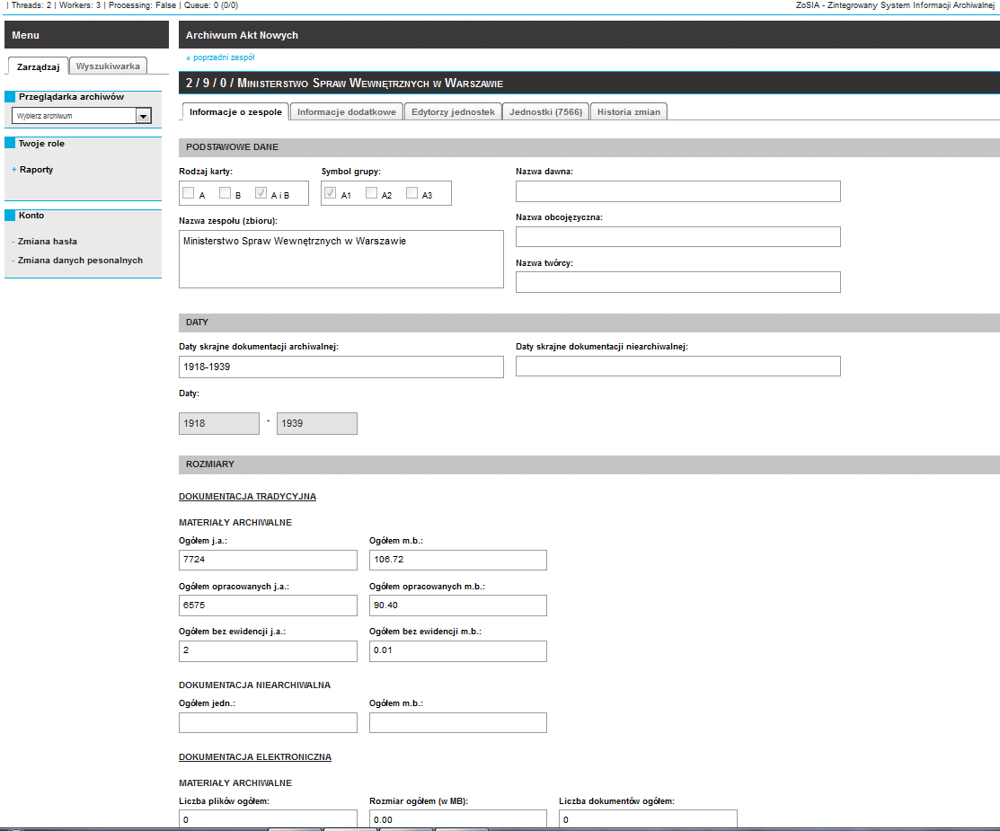 | Threads: 2 | Workers: 3 | Processing: False | Queue: 0 (0/0)
ZoSIA - Zintegrowany System Informacji Archiwalnej
Menu
Archiwum Akt Nowych
« poprzedni zespół
Zarządzaj
Wyszukiwarka
2 / 9 / 0 / Ministerstwo Spraw Wewnętrznych w Warszawie
Przeglądarka archiwów
Wybierz archiwum
Informacje o zespole
Informacje dodatkowe
Edytorzy jednostek
Jednostki (7566)
Historia zmian
Twoje role
+ Raporty
Konto
- Zmiana hasła
- Zmiana danych pesonalnych
PODSTAWOWE DANE
Rodzaj karty:
A B A i B
Symbol grupy:
A1 A2 A3
Nazwa dawna:
Nazwa zespołu (zbioru):
Ministerstwo Spraw Wewnętrznych w Warszawie
Nazwa obcojęzyczna:
Nazwa twórcy:
DATY
Daty skrajne dokumentacji archiwalnej:
1918-1939
Daty skrajne dokumentacji niearchiwalnej:
Daty:
1918 - 1939
ROZMIARY
DOKUMENTACJA TRADYCYJNA
MATERIAŁY ARCHIWALNE
Ogółem j.a.:
7724
Ogółem m.b.:
106.72
Ogółem opracowanych j.a.:
6575
Ogółem opracowanych m.b.:
90.40
Ogółem bez ewidencji j.a.:
2
Ogółem bez ewidencji m.b.:
0.01
DOKUMENTACJA NIEARCHIWALNA
Ogółem jedn.:
Ogółem m.b.:
DOKUMENTACJA ELEKTRONICZNA
MATERIAŁY ARCHIWALNE
Liczba plików ogółem:
0
Rozmiar ogółem (w MB):
0.00
Liczba dokumentów ogółem:
0